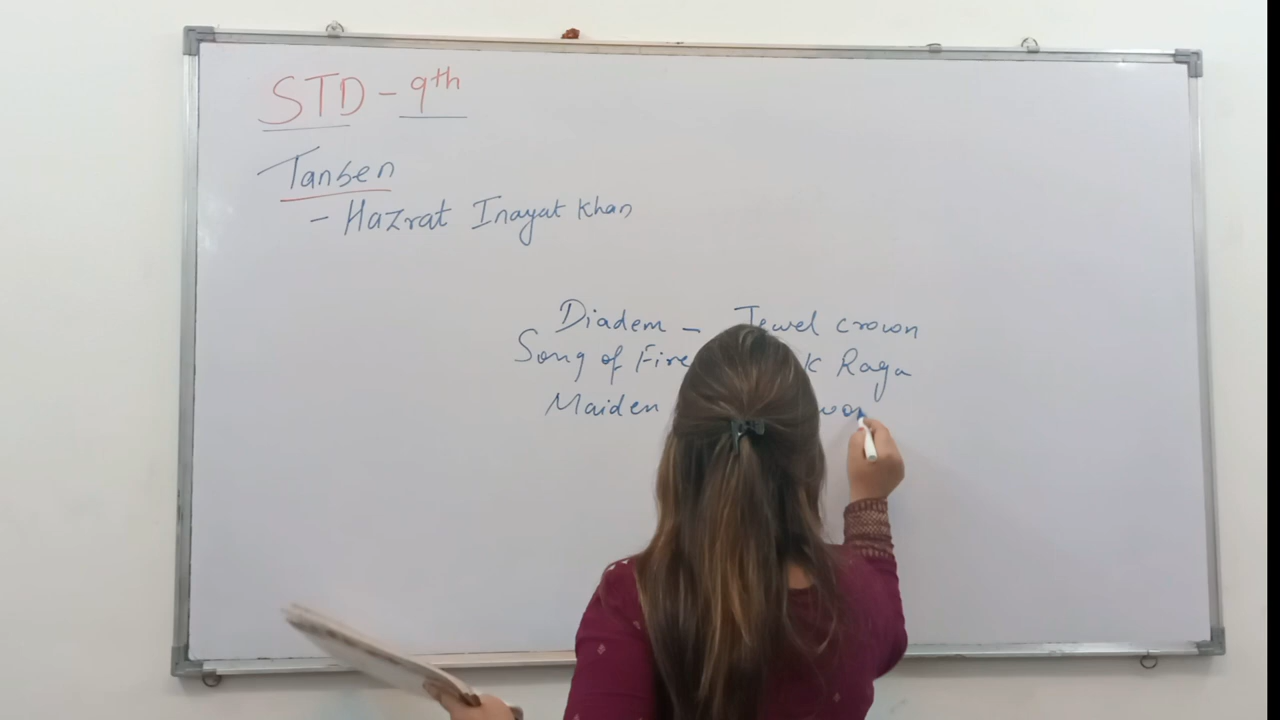 STD - 9th
Tansen
- Hazrat Inayat Khan
Diadem - Jewel crown
Song of Fire Raga
Maiden